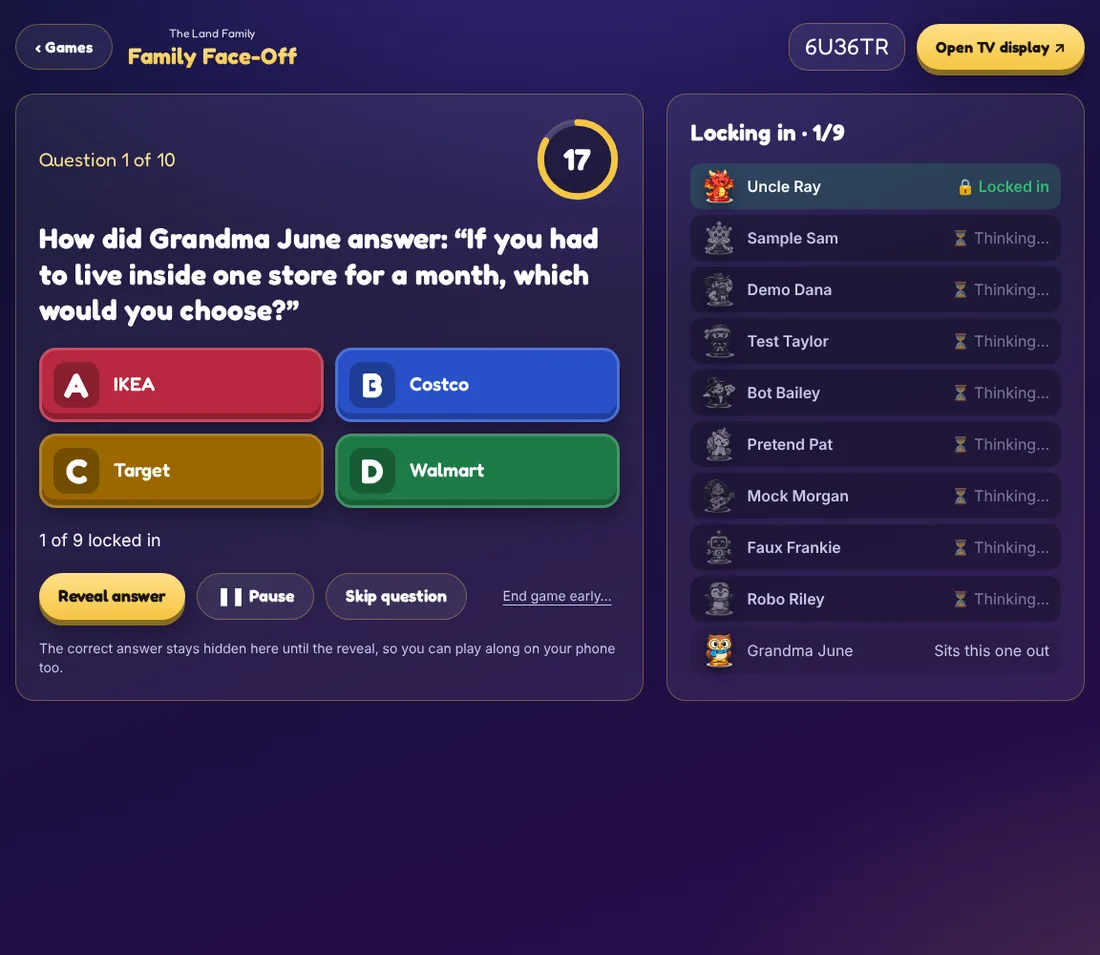 ‹ Games
The Land Family
Family Face-Off
6U36TR
Open TV display ↗
Question 1 of 10
17
How did Grandma June answer: “If you had
to live inside one store for a month, which
would you choose?”
A IKEA
B Costco
C Target
D Walmart
1 of 9 locked in
Reveal answer
❚❚ Pause
Skip question
End game early...
The correct answer stays hidden here until the reveal, so you can play along on your phone
too.
Locking in · 1/9
Uncle Ray 🔒 Locked in
Sample Sam ⏳ Thinking...
Demo Dana ⏳ Thinking...
Test Taylor ⏳ Thinking...
Bot Bailey ⏳ Thinking...
Pretend Pat ⏳ Thinking...
Mock Morgan ⏳ Thinking...
Faux Frankie ⏳ Thinking...
Robo Riley ⏳ Thinking...
Grandma June Sits this one out